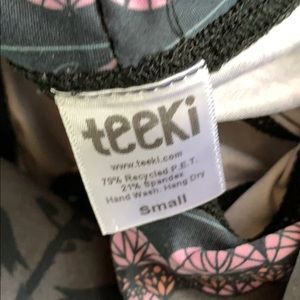 teeki
www.teeki.com
79% Recycled P.E.T.
21% Spandex
Hand Wash. Hang Dry
Small